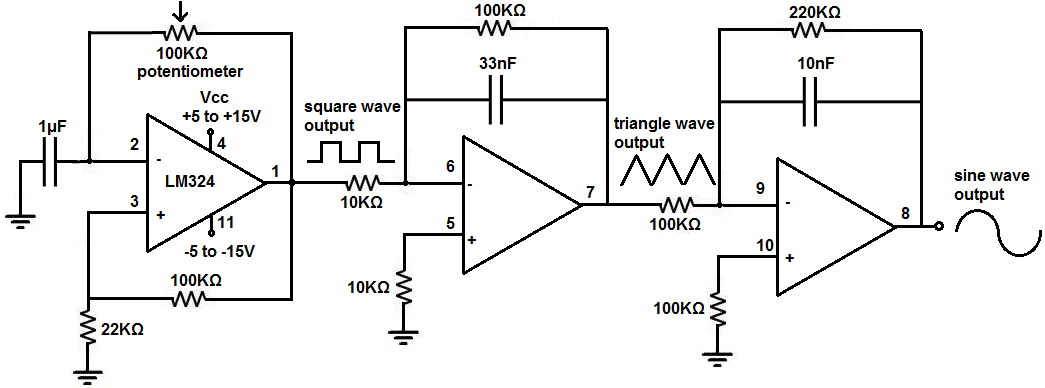 100KΩ
potentiometer
Vcc
+5 to +15V
1µF
2
4
-
LM324
1
3
+
11
-5 to -15V
100KΩ
22KΩ
square wave
output
10KΩ
100KΩ
33nF
6
-
7
5
+
10KΩ
triangle wave
output
100KΩ
220KΩ
10nF
9
-
8
10
+
100KΩ
sine wave
output